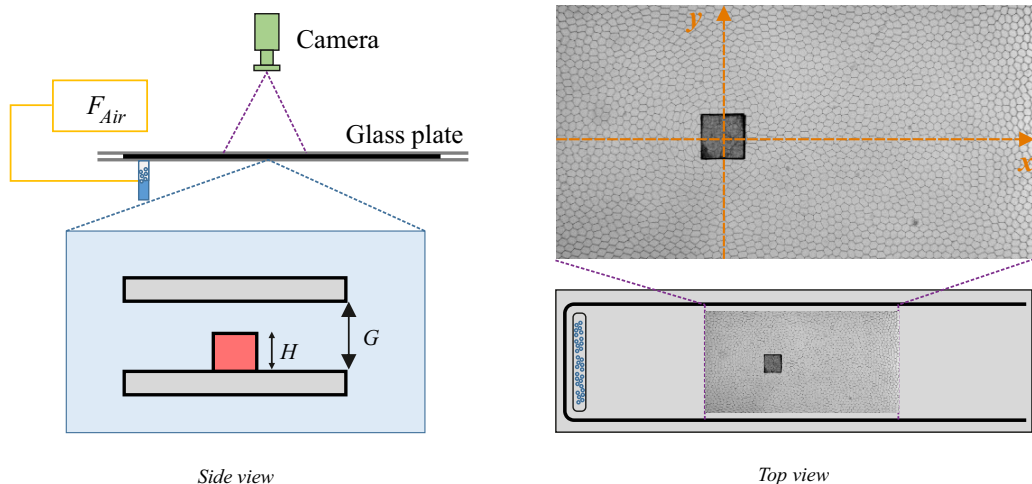 Camera
F_Air
Glass plate
G
H
Side view
y
x
Top view